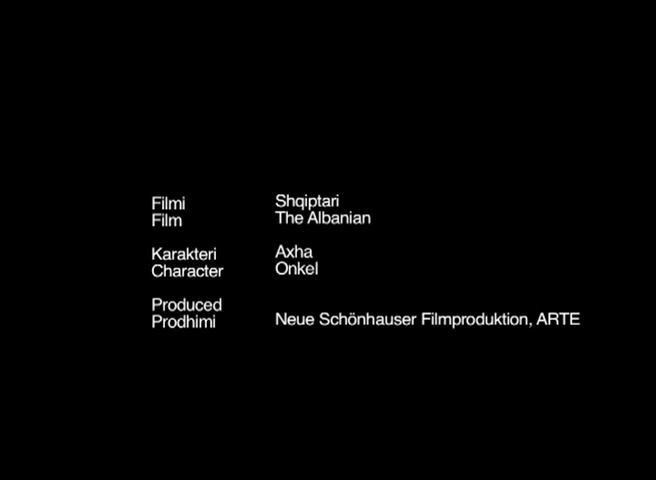 Filmi Shqiptari
Film The Albanian
Karakteri Axha
Character Onkel
Produced
Prodhimi Neue Schönhauser Filmproduktion, ARTE